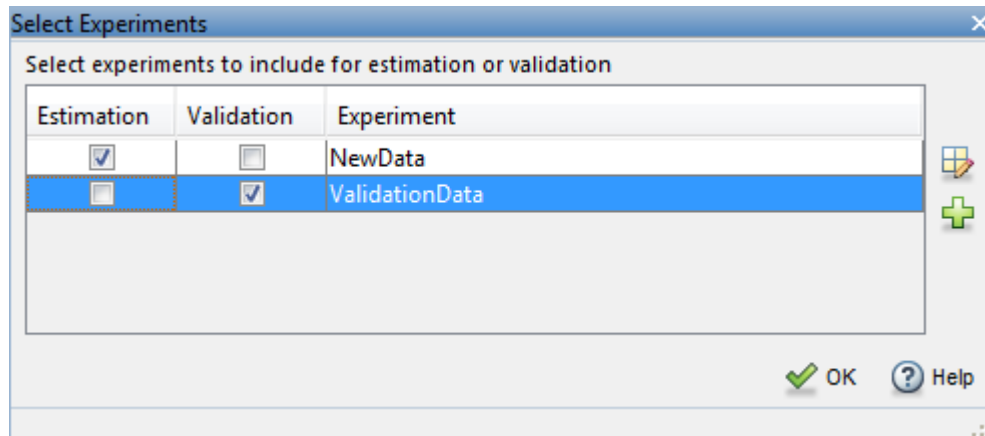 Select Experiments
Select experiments to include for estimation or validation
Estimation Validation Experiment
NewData
ValidationData
OK Help